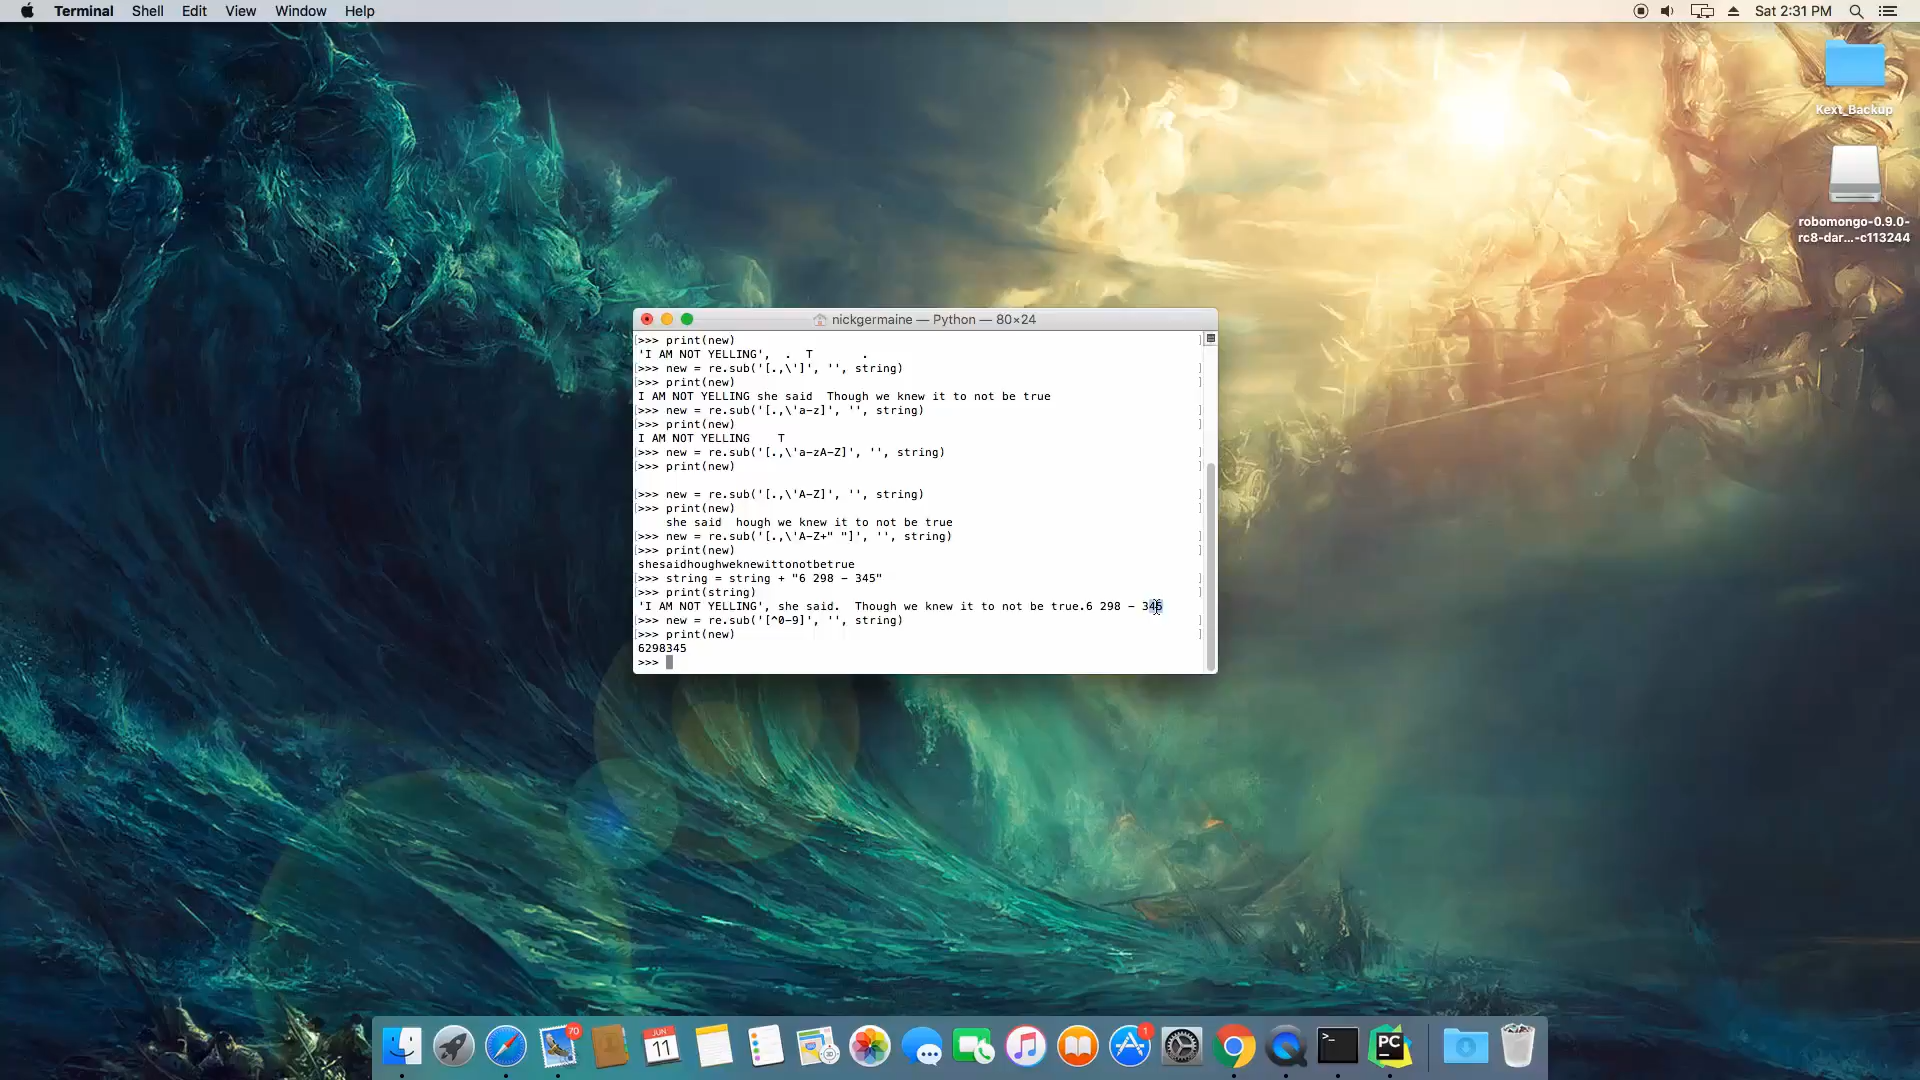 Terminal Shell Edit View Window Help
Sat 2:31 PM
Kext_Backup
robomongo-0.9.0-
rc8-dar...-c113244
nickgermaine — Python — 80×24
[>>> print(new) ]
'I AM NOT YELLING',  .  T       .
[>>> new = re.sub('[.,\']', '', string) ]
[>>> print(new) ]
I AM NOT YELLING she said  Though we knew it to not be true
[>>> new = re.sub('[.,\'a-z]', '', string) ]
[>>> print(new) ]
I AM NOT YELLING    T
[>>> new = re.sub('[.,\'a-zA-Z]', '', string) ]
[>>> print(new) ]
[>>> new = re.sub('[.,\'A-Z]', '', string) ]
[>>> print(new) ]
    she said  hough we knew it to not be true
[>>> new = re.sub('[.,\'A-Z+" "]', '', string) ]
[>>> print(new) ]
shesaidhoughweknewittonotbetrue
[>>> string = string + "6 298 - 345" ]
[>>> print(string) ]
'I AM NOT YELLING', she said.  Though we knew it to not be true.6 298 - 345
[>>> new = re.sub('[^0-9]', '', string) ]
[>>> print(new) ]
6298345
>>>
70
JUN
11
3D
1
>_
PC